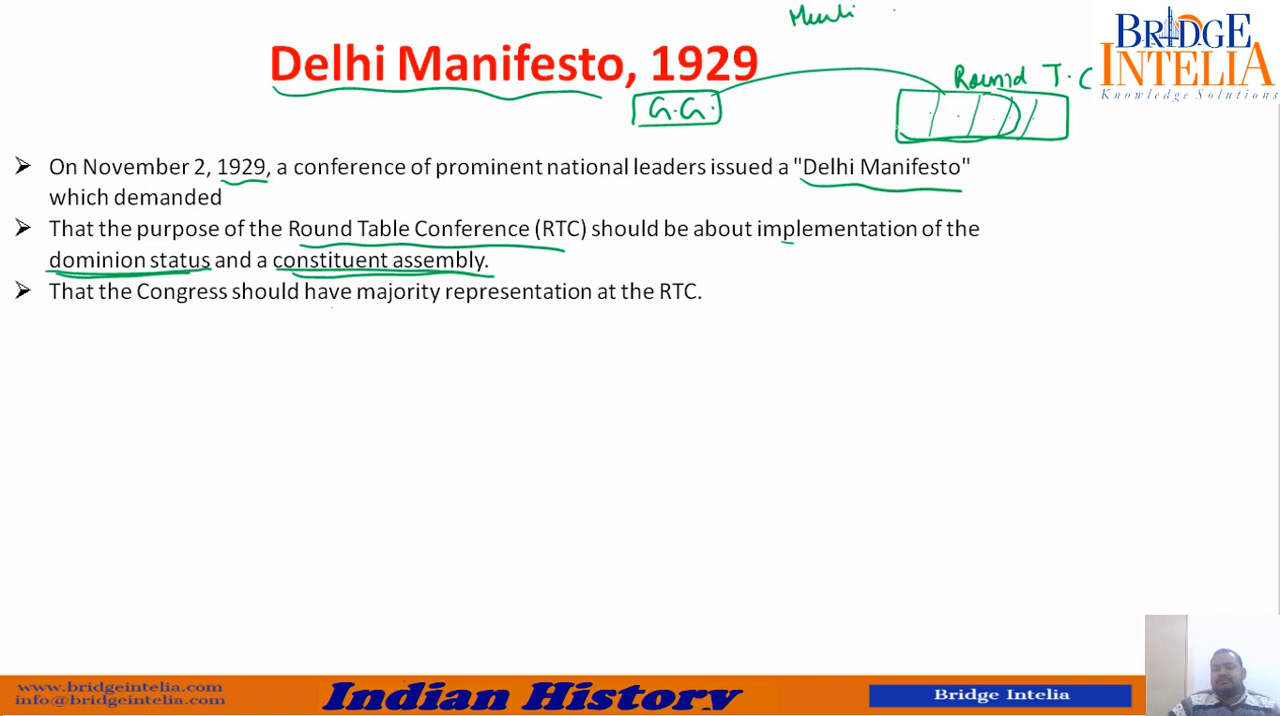 Delhi Manifesto, 1929
BRIDGE
INTELIA
Knowledge Solutions
Round T.C
G.G.
➢ On November 2, 1929, a conference of prominent national leaders issued a "Delhi Manifesto"
which demanded
➢ That the purpose of the Round Table Conference (RTC) should be about implementation of the
dominion status and a constituent assembly.
➢ That the Congress should have majority representation at the RTC.
www.bridgeintelia.com
info@bridgeintelia.com
Indian History
Bridge Intelia